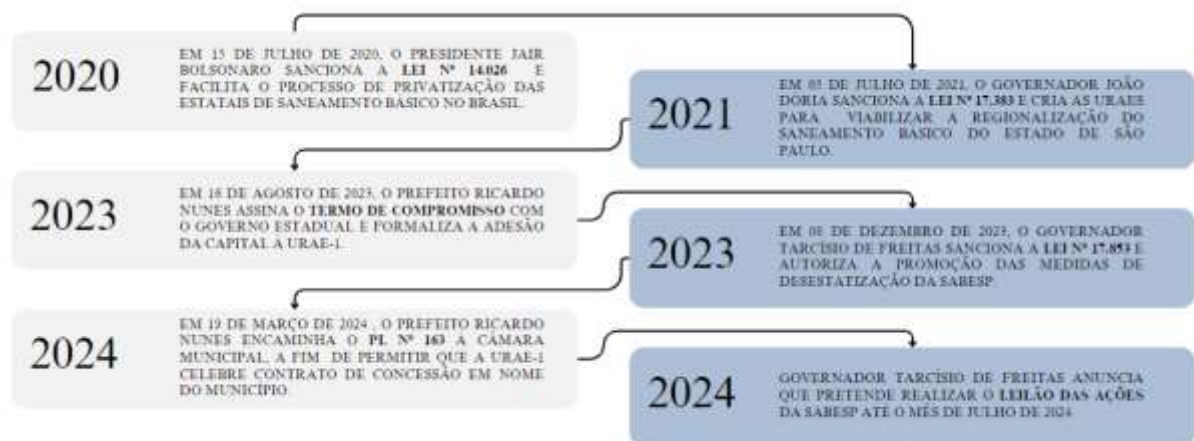 2020
EM 15 DE JULHO DE 2020, O PRESIDENTE JAIR
BOLSONARO SANCIONA A LEI Nº 14.026 E
FACILITA O PROCESSO DE PRIVATIZAÇÃO DAS
ESTATAIS DE SANEAMENTO BÁSICO NO BRASIL.
2021
EM 05 DE JULHO DE 2021, O GOVERNADOR JOÃO
DORIA SANCIONA A LEI Nº 17.383 E CRIA AS URAES
PARA VIABILIZAR A REGIONALIZAÇÃO DO
SANEAMENTO BÁSICO DO ESTADO DE SÃO
PAULO.
2023
EM 16 DE AGOSTO DE 2023, O PREFEITO RICARDO
NUNES ASSINA O TERMO DE COMPROMISSO COM
O GOVERNO ESTADUAL E FORMALIZA A ADESÃO
DA CAPITAL À URAE-1.
2023
EM 08 DE DEZEMBRO DE 2023, O GOVERNADOR
TARCÍSIO DE FREITAS SANCIONA A LEI Nº 17.853 E
AUTORIZA A PROMOÇÃO DAS MEDIDAS DE
DESESTATIZAÇÃO DA SABESP.
2024
EM 19 DE MARÇO DE 2024 , O PREFEITO RICARDO
NUNES ENCAMINHA O PL Nº 163 À CÂMARA
MUNICIPAL, A FIM DE PERMITIR QUE A URAE-1
CELEBRE CONTRATO DE CONCESSÃO EM NOME
DO MUNICÍPIO.
2024
GOVERNADOR TARCÍSIO DE FREITAS ANUNCIA
QUE PRETENDE REALIZAR O LEILÃO DAS AÇÕES
DA SABESP ATÉ O MÊS DE JULHO DE 2024